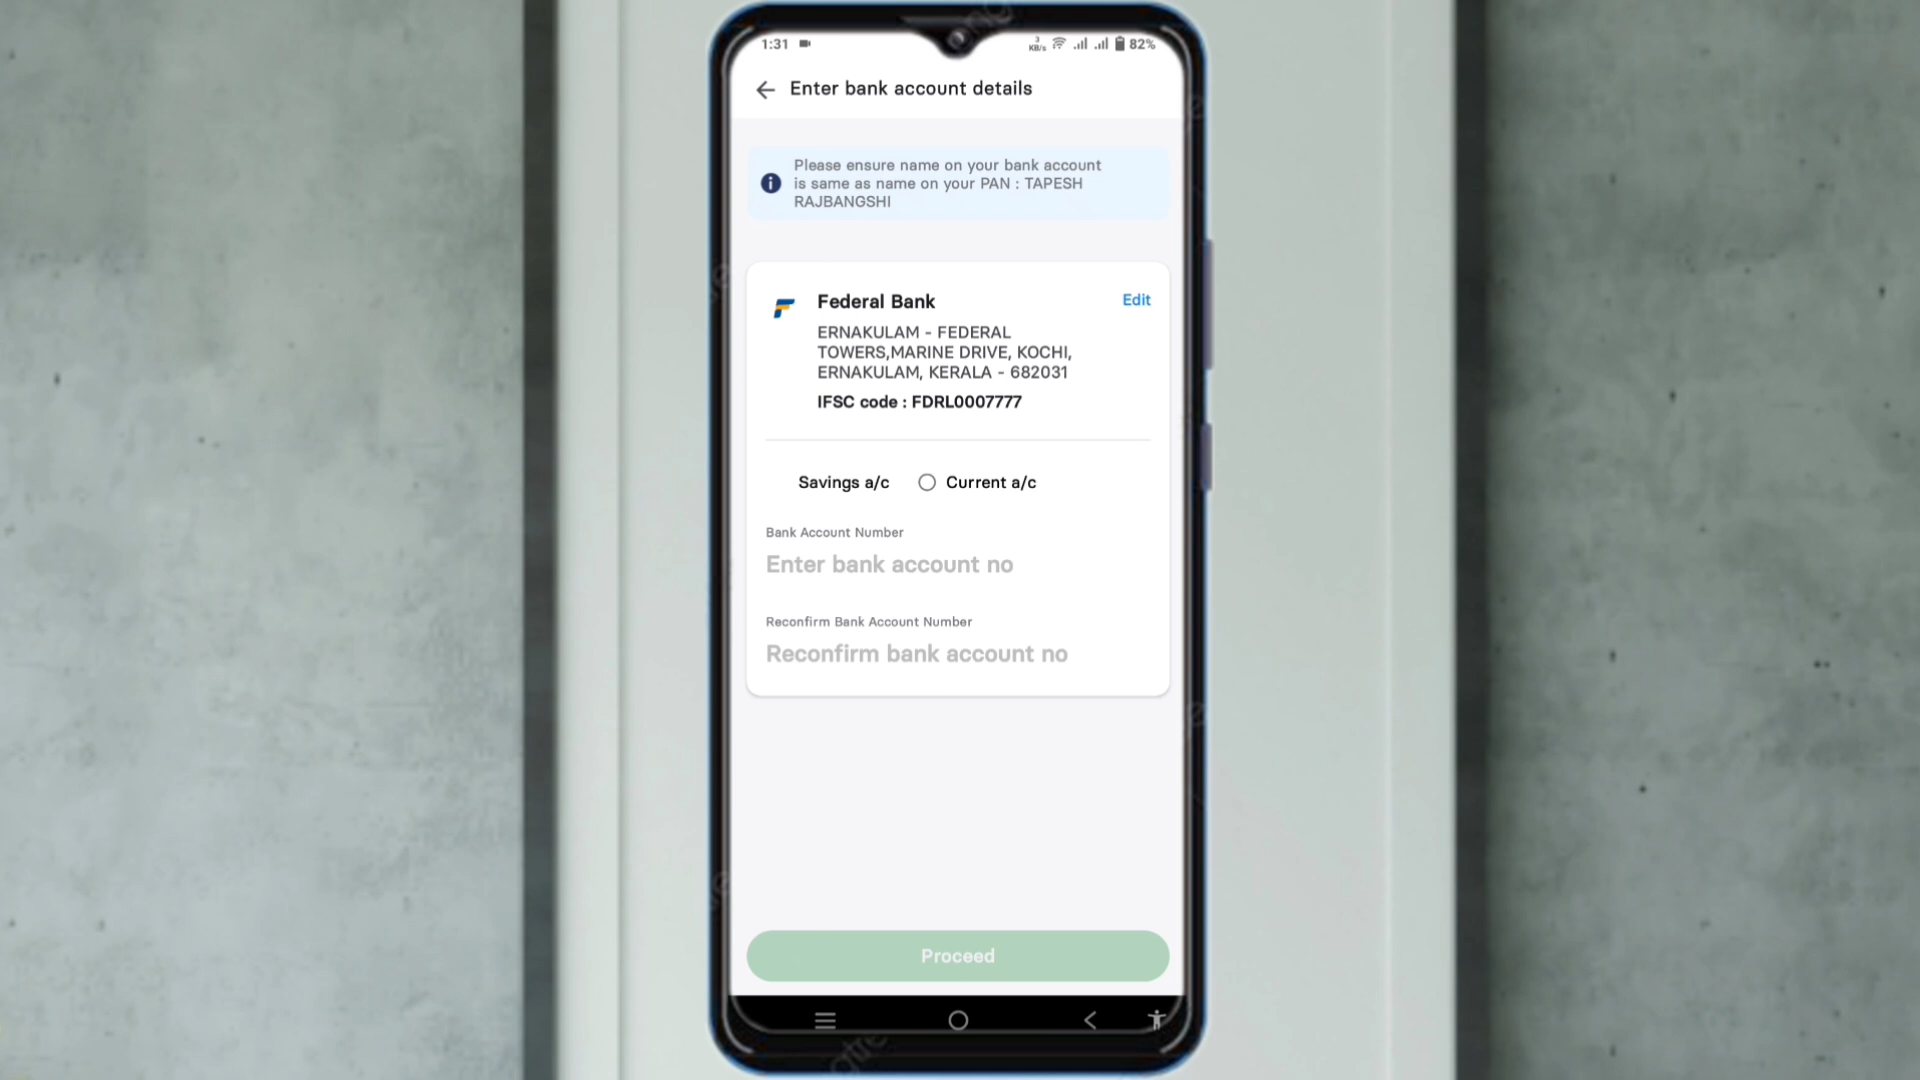 1:31
3
KB/s
82%
Enter bank account details
Please ensure name on your bank account
is same as name on your PAN : TAPESH
RAJBANGSHI
Federal Bank
Edit
ERNAKULAM - FEDERAL
TOWERS,MARINE DRIVE, KOCHI,
ERNAKULAM, KERALA - 682031
IFSC code : FDRL0007777
Savings a/c
Current a/c
Bank Account Number
Enter bank account no
Reconfirm Bank Account Number
Reconfirm bank account no
Proceed